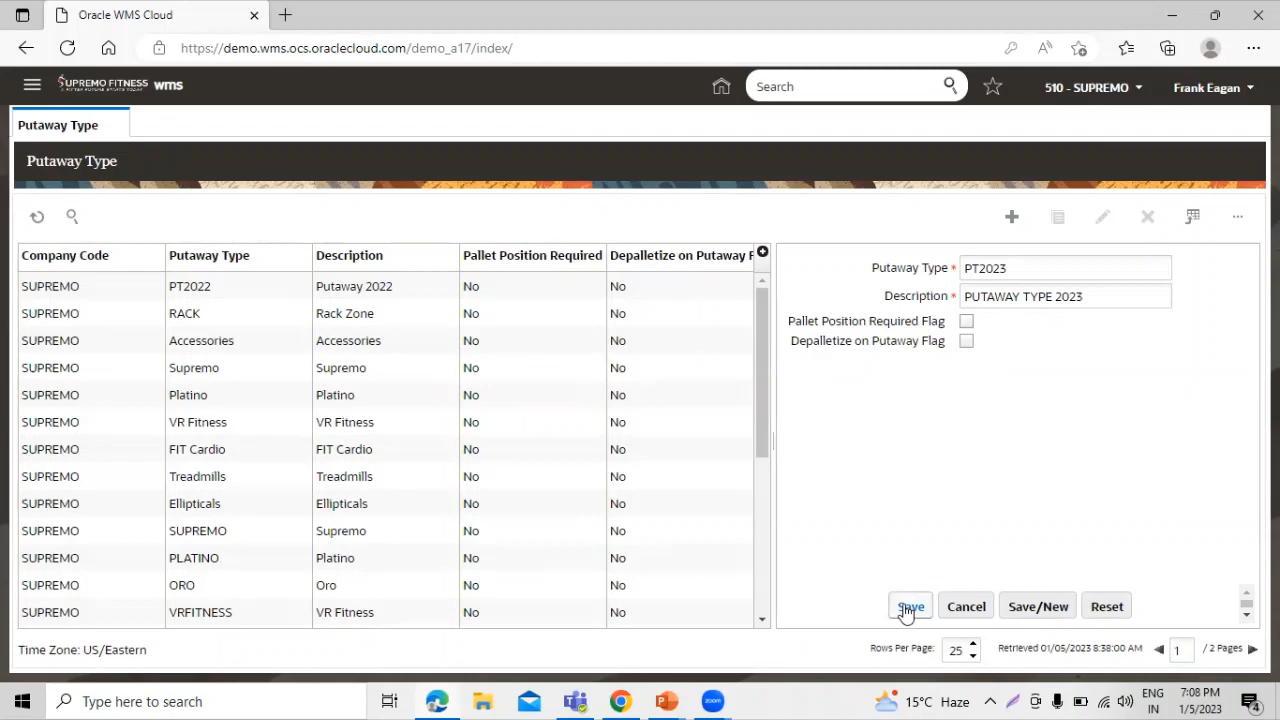 Oracle WMS Cloud
https://demo.wms.ocs.oraclecloud.com/demo_a17/index/
SUPREMO FITNESS wms
Search
510 - SUPREMO
Frank Eagan
Putaway Type
Putaway Type
Company Code Putaway Type Description Pallet Position Required Depalletize on Putaway F
SUPREMO PT2022 Putaway 2022 No No
SUPREMO RACK Rack Zone No No
SUPREMO Accessories Accessories No No
SUPREMO Supremo Supremo No No
SUPREMO Platino Platino No No
SUPREMO VR Fitness VR Fitness No No
SUPREMO FIT Cardio FIT Cardio No No
SUPREMO Treadmills Treadmills No No
SUPREMO Ellipticals Ellipticals No No
SUPREMO SUPREMO Supremo No No
SUPREMO PLATINO Platino No No
SUPREMO ORO Oro No No
SUPREMO VRFITNESS VR Fitness No No
Putaway Type * PT2023
Description * PUTAWAY TYPE 2023
Pallet Position Required Flag
Depalletize on Putaway Flag
Save Cancel Save/New Reset
Time Zone: US/Eastern
Rows Per Page: 25 Retrieved 01/05/2023 8:38:00 AM 1 / 2 Pages
Type here to search
15°C Haze
ENG
IN
7:08 PM
1/5/2023
4